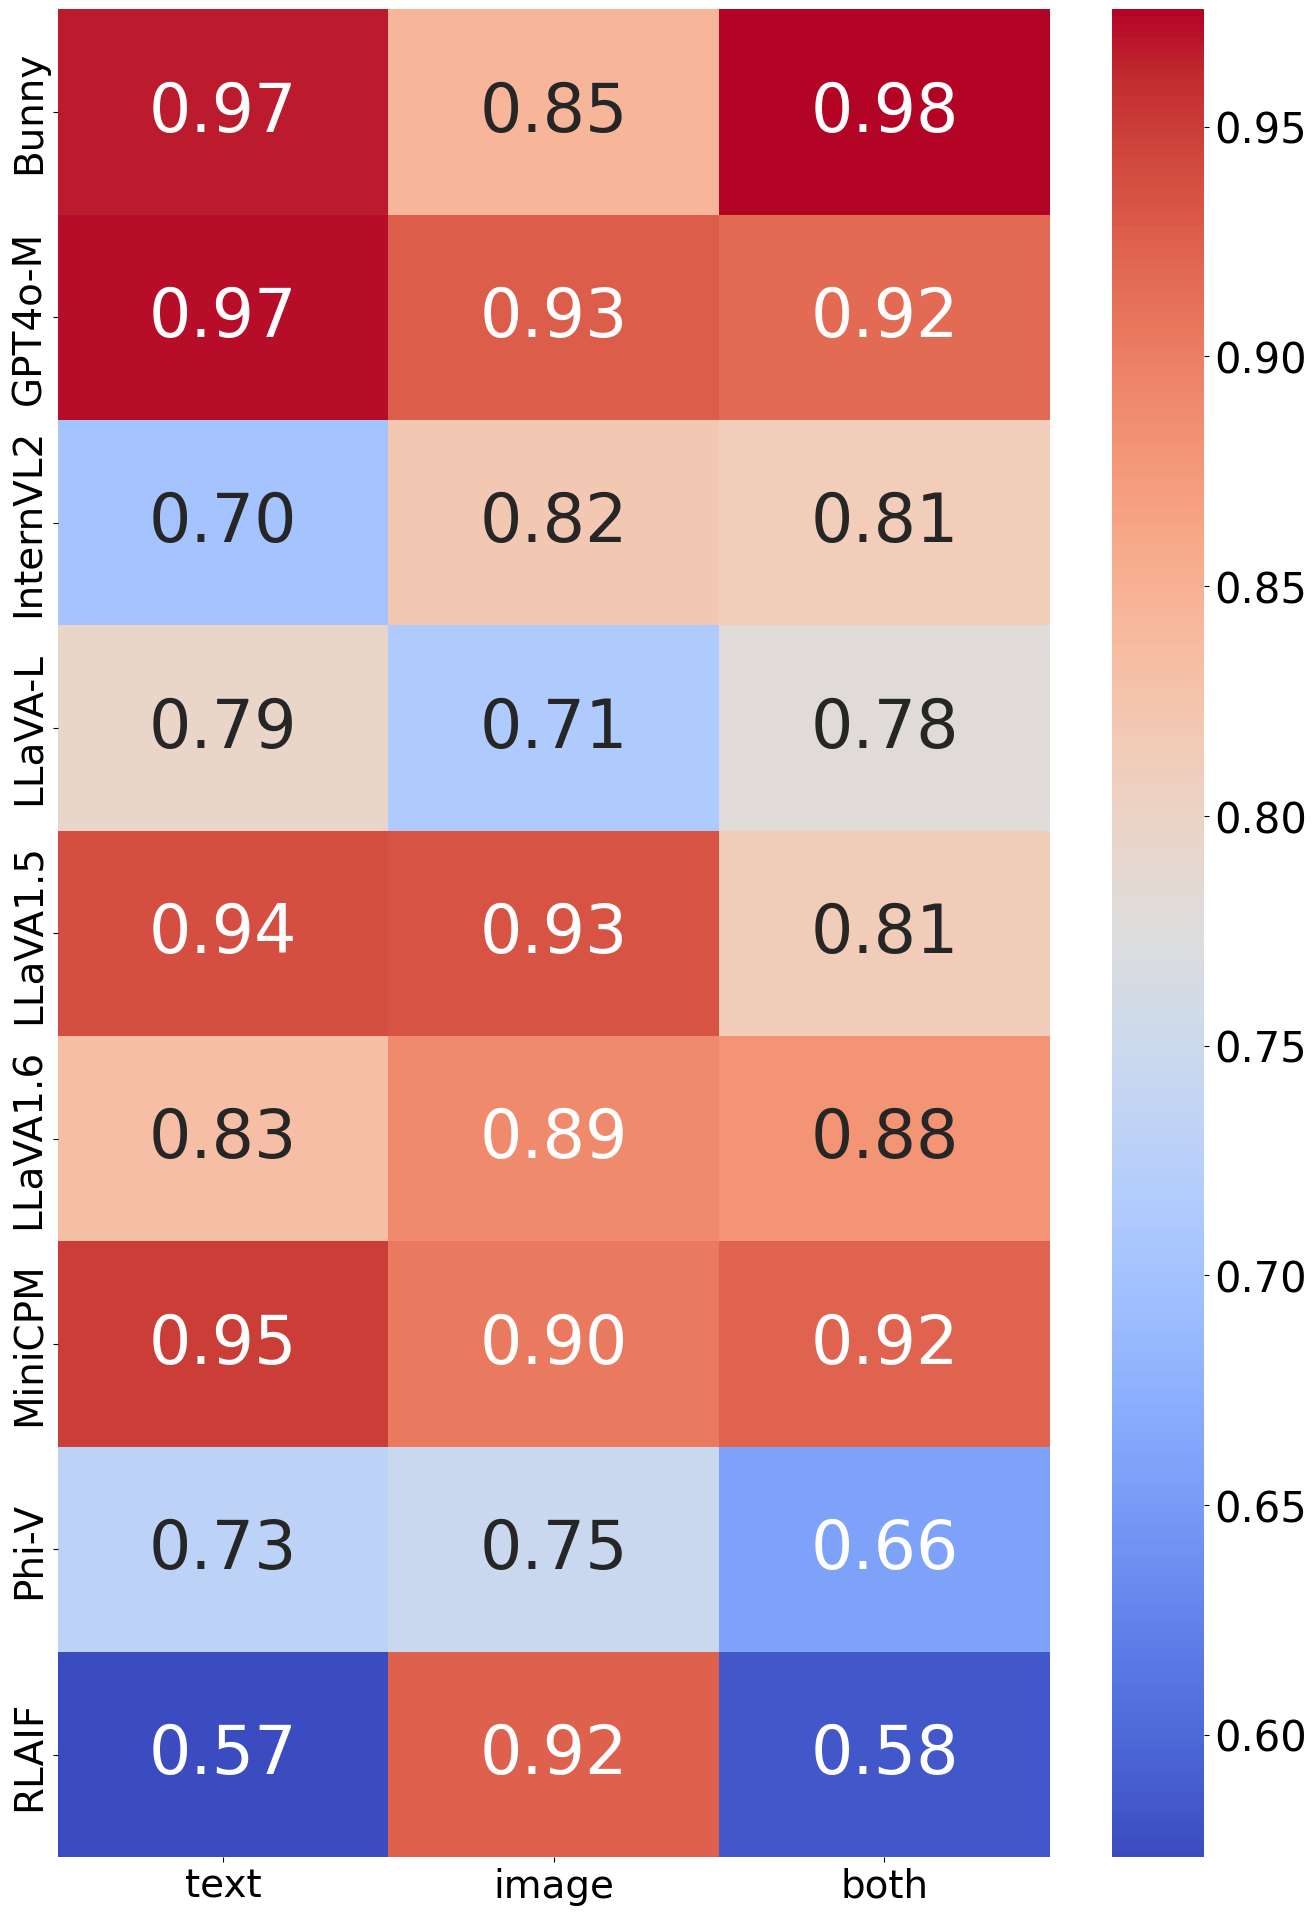 Bunny 0.97 0.85 0.98
GPT4o-M 0.97 0.93 0.92
InternVL2 0.70 0.82 0.81
LLaVA-L 0.79 0.71 0.78
LLaVA1.5 0.94 0.93 0.81
LLaVA1.6 0.83 0.89 0.88
MiniCPM 0.95 0.90 0.92
Phi-V 0.73 0.75 0.66
RLAIF 0.57 0.92 0.58
text image both
0.95
0.90
0.85
0.80
0.75
0.70
0.65
0.60